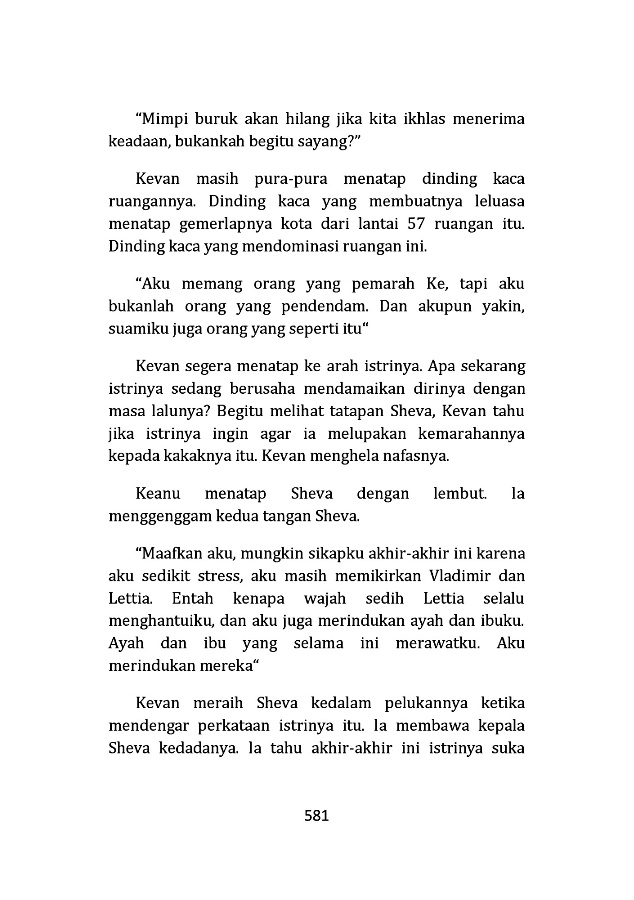 “Mimpi buruk akan hilang jika kita ikhlas menerima
keadaan, bukankah begitu sayang?”
Kevan masih pura-pura menatap dinding kaca
ruangannya. Dinding kaca yang membuatnya leluasa
menatap gemerlapnya kota dari lantai 57 ruangan itu.
Dinding kaca yang mendominasi ruangan ini.
“Aku memang orang yang pemarah Ke, tapi aku
bukanlah orang yang pendendam. Dan akupun yakin,
suamiku juga orang yang seperti itu“
Kevan segera menatap ke arah istrinya. Apa sekarang
istrinya sedang berusaha mendamaikan dirinya dengan
masa lalunya? Begitu melihat tatapan Sheva, Kevan tahu
jika istrinya ingin agar ia melupakan kemarahannya
kepada kakaknya itu. Kevan menghela nafasnya.
Keanu menatap Sheva dengan lembut. Ia
menggenggam kedua tangan Sheva.
“Maafkan aku, mungkin sikapku akhir-akhir ini karena
aku sedikit stress, aku masih memikirkan Vladimir dan
Lettia. Entah kenapa wajah sedih Lettia selalu
menghantuiku, dan aku juga merindukan ayah dan ibuku.
Ayah dan ibu yang selama ini merawatku. Aku
merindukan mereka“
Kevan meraih Sheva kedalam pelukannya ketika
mendengar perkataan istrinya itu. Ia membawa kepala
Sheva kedadanya. Ia tahu akhir-akhir ini istrinya suka
581